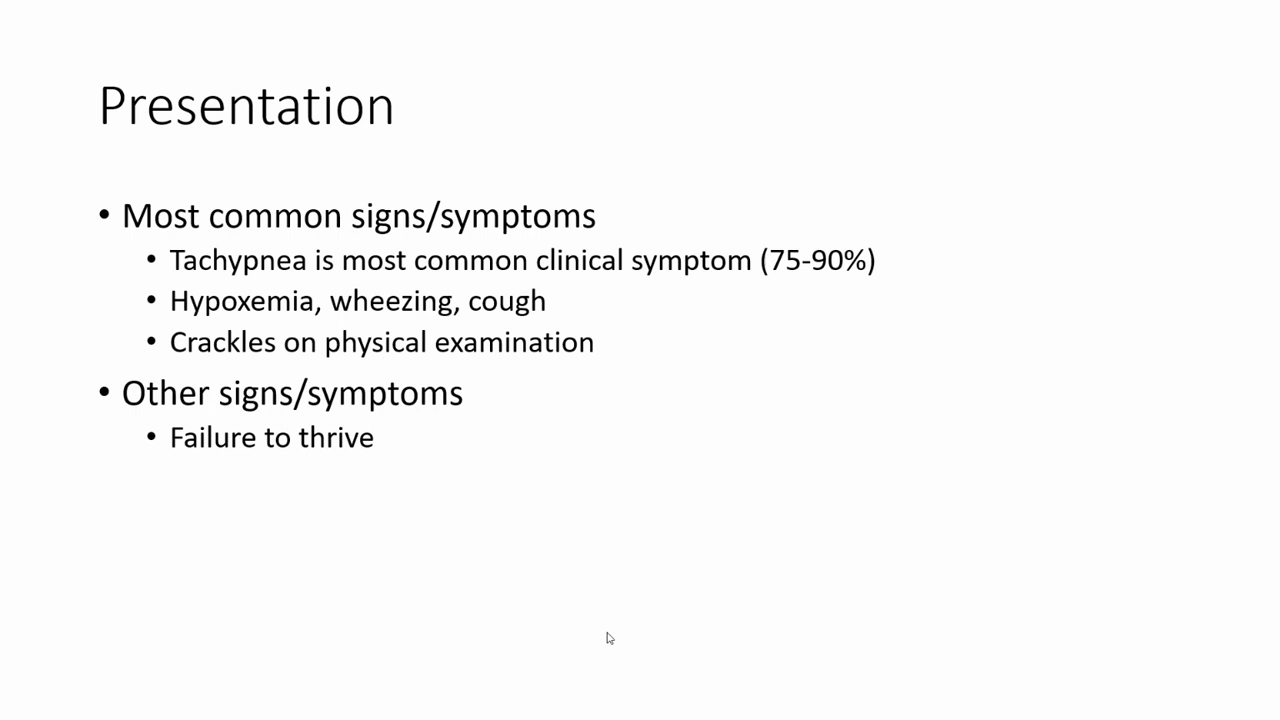 Presentation
• Most common signs/symptoms
• Tachypnea is most common clinical symptom (75-90%)
• Hypoxemia, wheezing, cough
• Crackles on physical examination
• Other signs/symptoms
• Failure to thrive